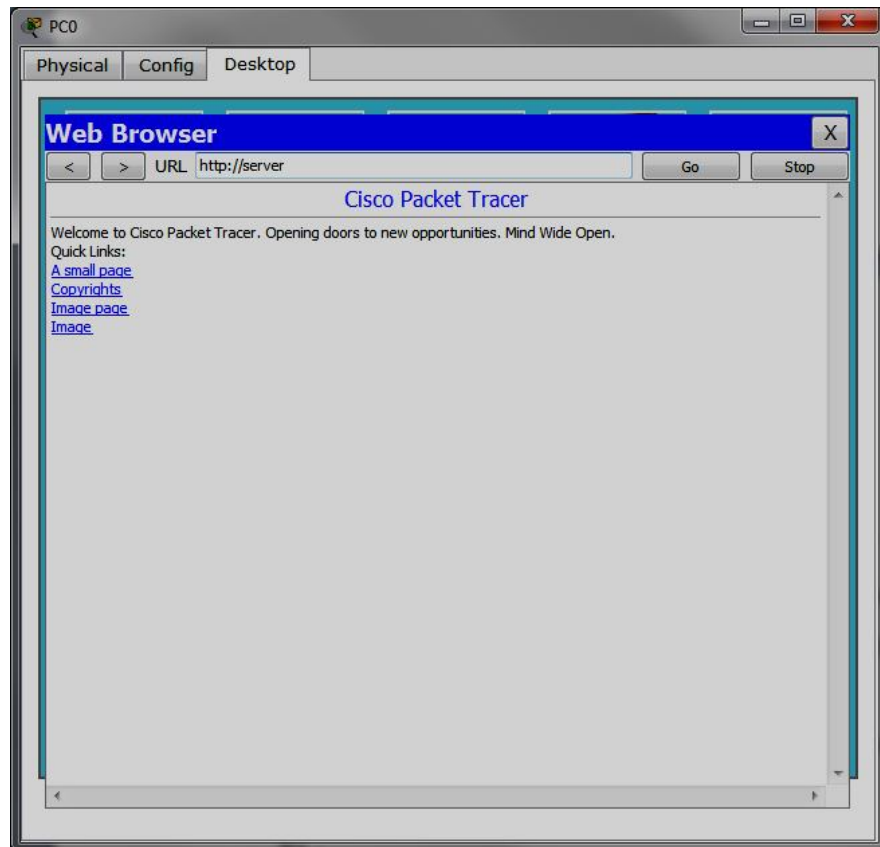 PC0
Physical Config Desktop
Web Browser X
< > URL http://server Go Stop
Cisco Packet Tracer
Welcome to Cisco Packet Tracer. Opening doors to new opportunities. Mind Wide Open.
Quick Links:
A small page
Copyrights
Image page
Image